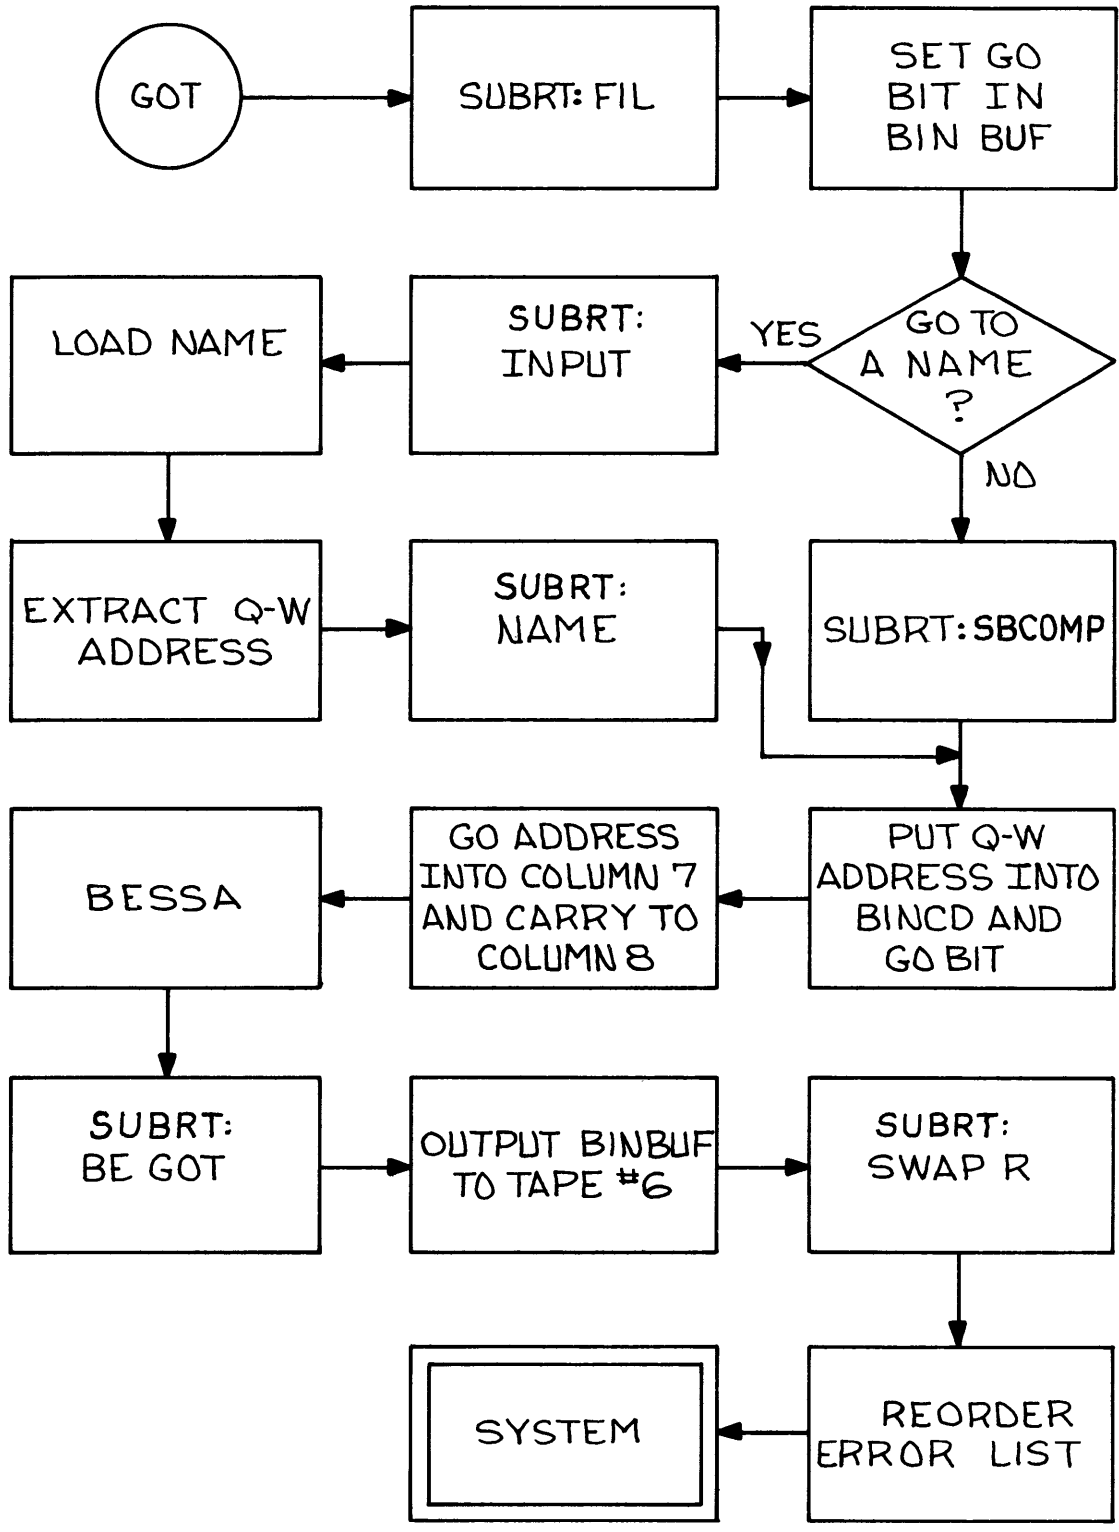 GOT
SUBRT: FIL
SET GO
BIT IN
BIN BUF
GO TO
A NAME
?
YES
NO
SUBRT:
INPUT
LOAD NAME
EXTRACT Q-W
ADDRESS
SUBRT:
NAME
SUBRT: SBCOMP
PUT Q-W
ADDRESS INTO
BINCD AND
GO BIT
GO ADDRESS
INTO COLUMN 7
AND CARRY TO
COLUMN 8
BESSA
SUBRT:
BE GOT
OUTPUT BINBUF
TO TAPE #6
SUBRT:
SWAP R
REORDER
ERROR LIST
SYSTEM